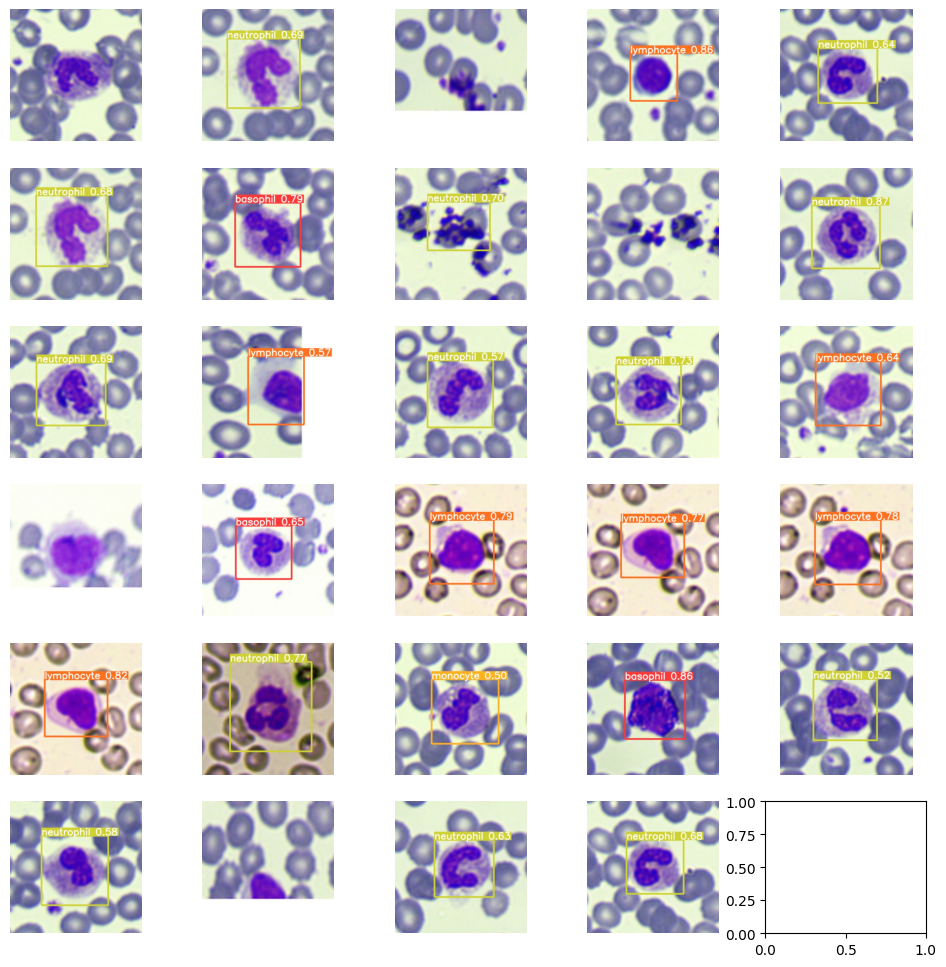 neutrophil 0.69
lymphocyte 0.86
neutrophil 0.64
neutrophil 0.68
basophil 0.79
neutrophil 0.70
neutrophil 0.87
neutrophil 0.69
lymphocyte 0.57
neutrophil 0.57
neutrophil 0.73
lymphocyte 0.64
basophil 0.65
lymphocyte 0.79
lymphocyte 0.77
lymphocyte 0.78
lymphocyte 0.82
neutrophil 0.77
monocyte 0.50
basophil 0.86
neutrophil 0.52
neutrophil 0.58
neutrophil 0.63
neutrophil 0.68
1.00
0.75
0.50
0.25
0.00
0.0 0.5 1.0